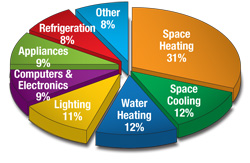 Other
8%
Refrigeration
8%
Appliances
9%
Computers &
Electronics
9%
Lighting
11%
Water
Heating
12%
Space
Cooling
12%
Space
Heating
31%